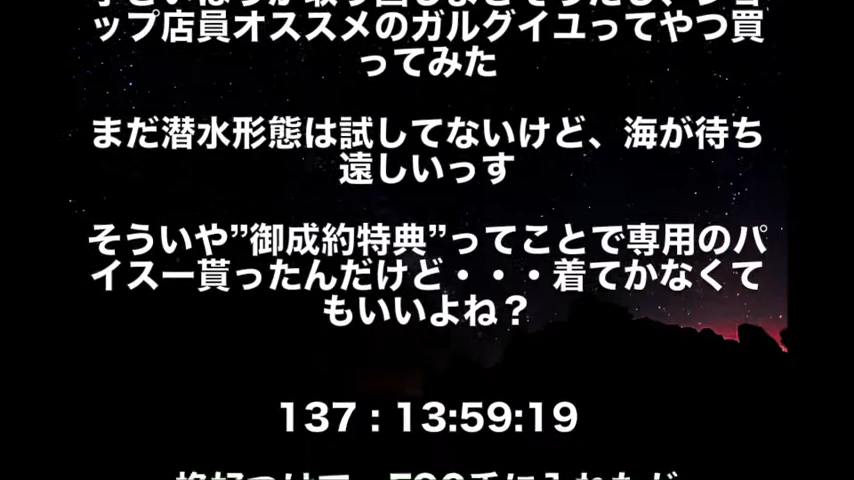 ップ店員オススメのガルグイユってやつ買
ってみた
まだ潜水形態は試してないけど、海が待ち
遠しいっす
そういや”御成約特典”ってことで専用のパ
イスー貰ったんだけど・・・着てかなくて
もいいよね？
137 : 13:59:19